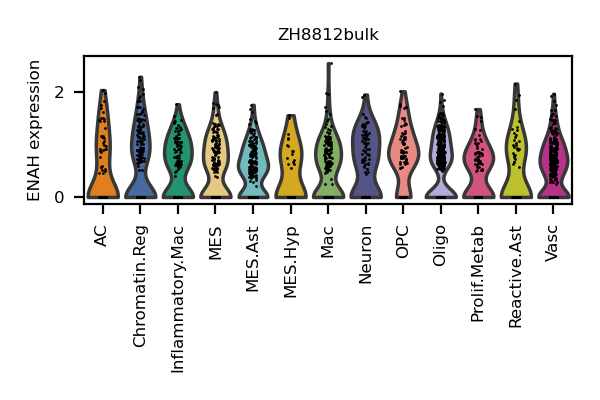 ZH8812bulk
ENAH expression
2
0
AC
Chromatin.Reg
Inflammatory.Mac
MES
MES.Ast
MES.Hyp
Mac
Neuron
OPC
Oligo
Prolif.Metab
Reactive.Ast
Vasc